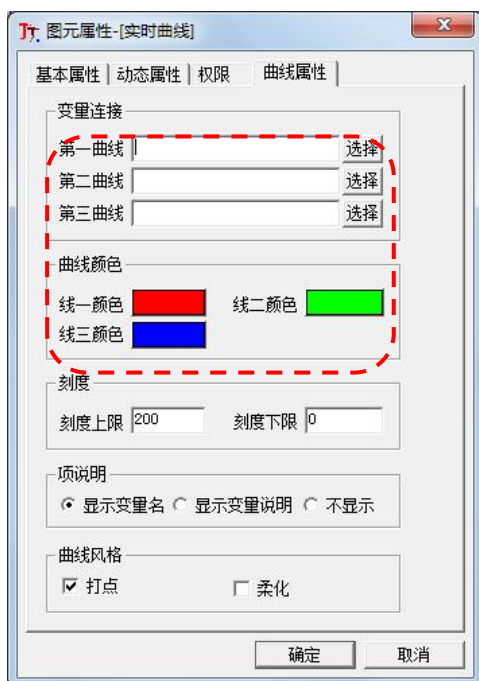 图元属性-[实时曲线]
基本属性 动态属性 权限 曲线属性
变量连接
第一曲线 选择
第二曲线 选择
第三曲线 选择
曲线颜色
线一颜色 线二颜色
线三颜色
刻度
刻度上限 200 刻度下限 0
项说明
显示变量名 显示变量说明 不显示
曲线风格
打点 柔化
确定 取消